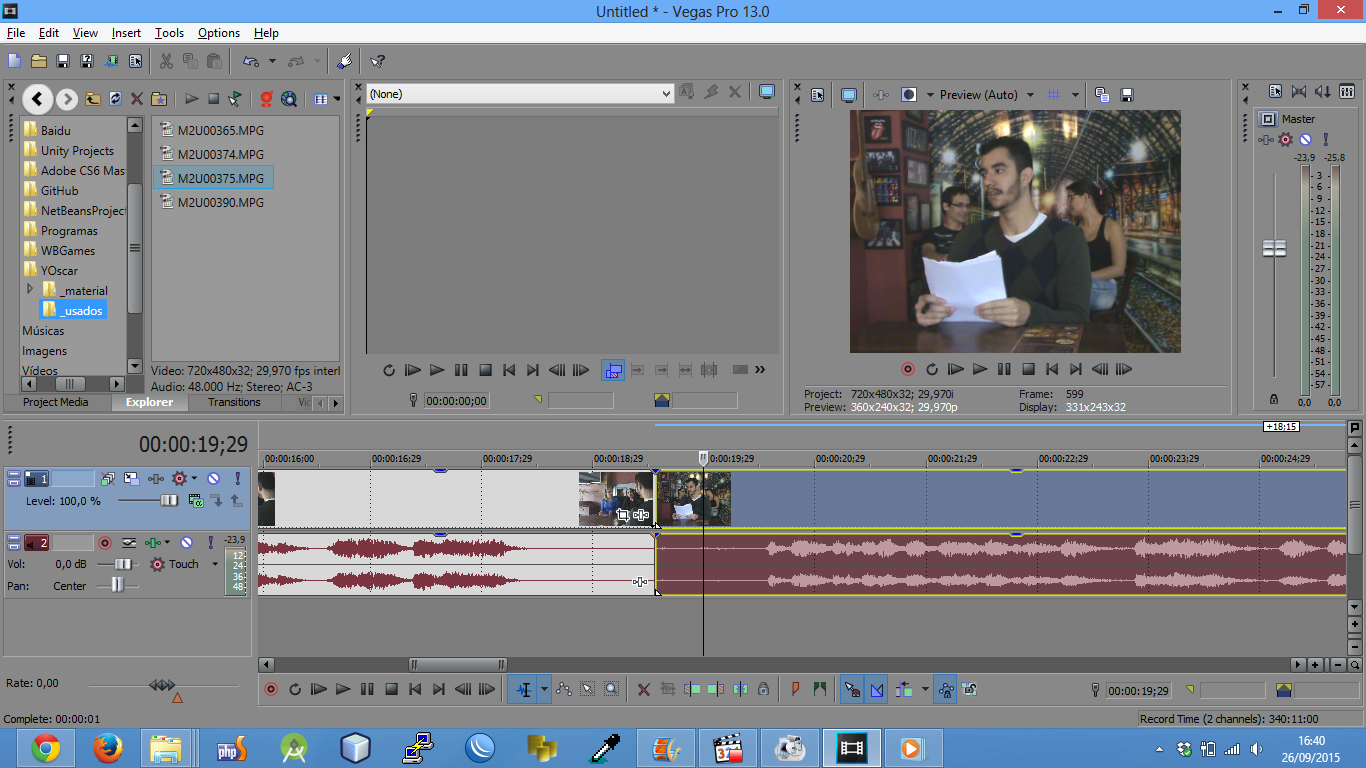 Untitled * - Vegas Pro 13.0
File Edit View Insert Tools Options Help
Baidu
Unity Projects
Adobe CS6 Mas
GitHub
NetBeansProject
Programas
WBGames
YOscar
_material
_usados
Músicas
Imagens
Vídeos
M2U00365.MPG
M2U00374.MPG
M2U00375.MPG
M2U00390.MPG
Video: 720x480x32; 29,970 fps interl
Audio: 48.000 Hz; Stereo; AC-3
Project Media Explorer Transitions
(None)
00:00:00;00
Preview (Auto)
Project: 720x480x32; 29,970i Frame: 599
Preview: 360x240x32; 29,970p Display: 331x243x32
Master
-23,9 -25,8
- 3 -
- 6 -
- 9 -
-12-
-15-
-18-
-21-
-24-
-27-
-30-
-33-
-36-
-39-
-42-
-45-
-48-
-51-
-54-
-57-
0,0 0,0
00:00:19;29
+18;15
00:00:16;00 00:00:16;29 00:00:17;29 00:00:18;29 0:00:19;29 00:00:20;29 00:00:21;29 00:00:22;29 00:00:23;29 00:00:24;29
1
Level: 100,0 %
2
-23,9
Vol: 0,0 dB Touch
Pan: Center
12-
24-
36-
48-
Rate: 0,00
00:00:19;29
Complete: 00:00:01
Record Time (2 channels): 340:11:00
php
16:40
26/09/2015